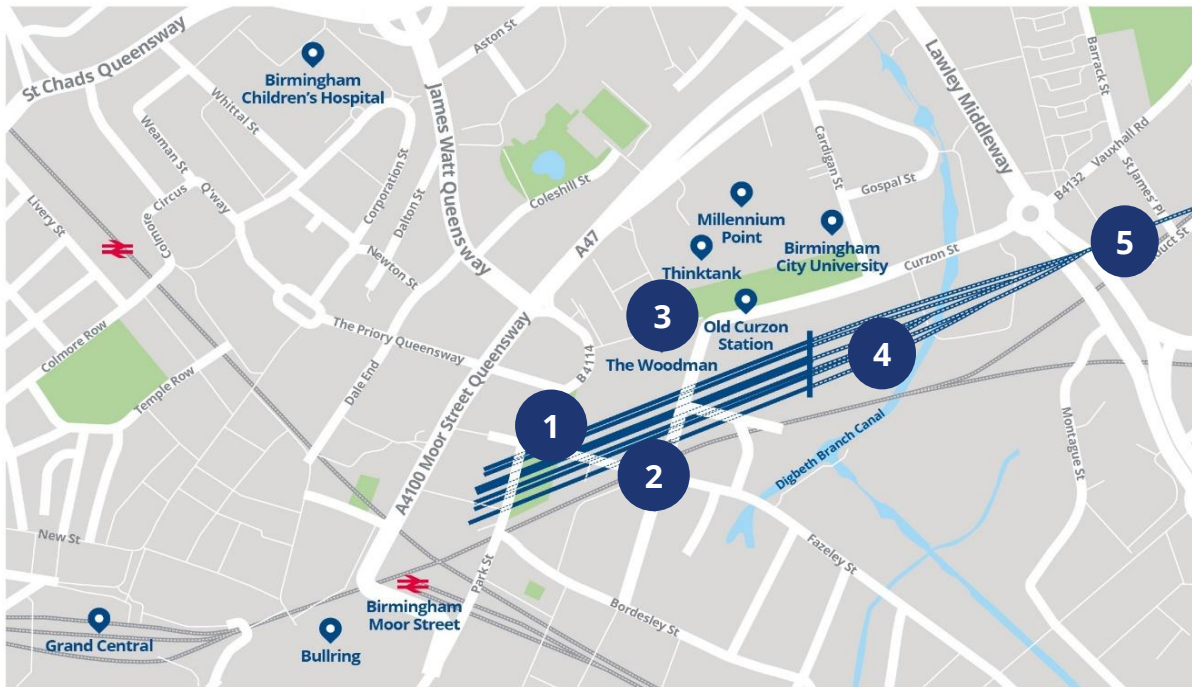 St Chads Queensway
Birmingham
Children's Hospital
Aston St
James Watt Queensway
Lawley Middleway
Barrack St
Whittal St
Weaman St
Vauxhall Rd
Cardigan St
Corporation St
Dalton St
Coleshill St
Gospal St
B4132
St James' Pl
Livery St
Colmore
Circus
Q'way
Newton St
A47
Millennium
Point
Birmingham
City University
Thinktank
Curzon St
5
uct St
3
Old Curzon
Station
The Woodman
4
The Priory Queensway
B4114
Colmore Row
Temple Row
Dale End
A4100 Moor Street Queensway
1
2
Digbeth Branch Canal
Montague St
New St
Park St
Fazeley St
Birmingham
Moor Street
Bordesley St
Grand Central
Bullring